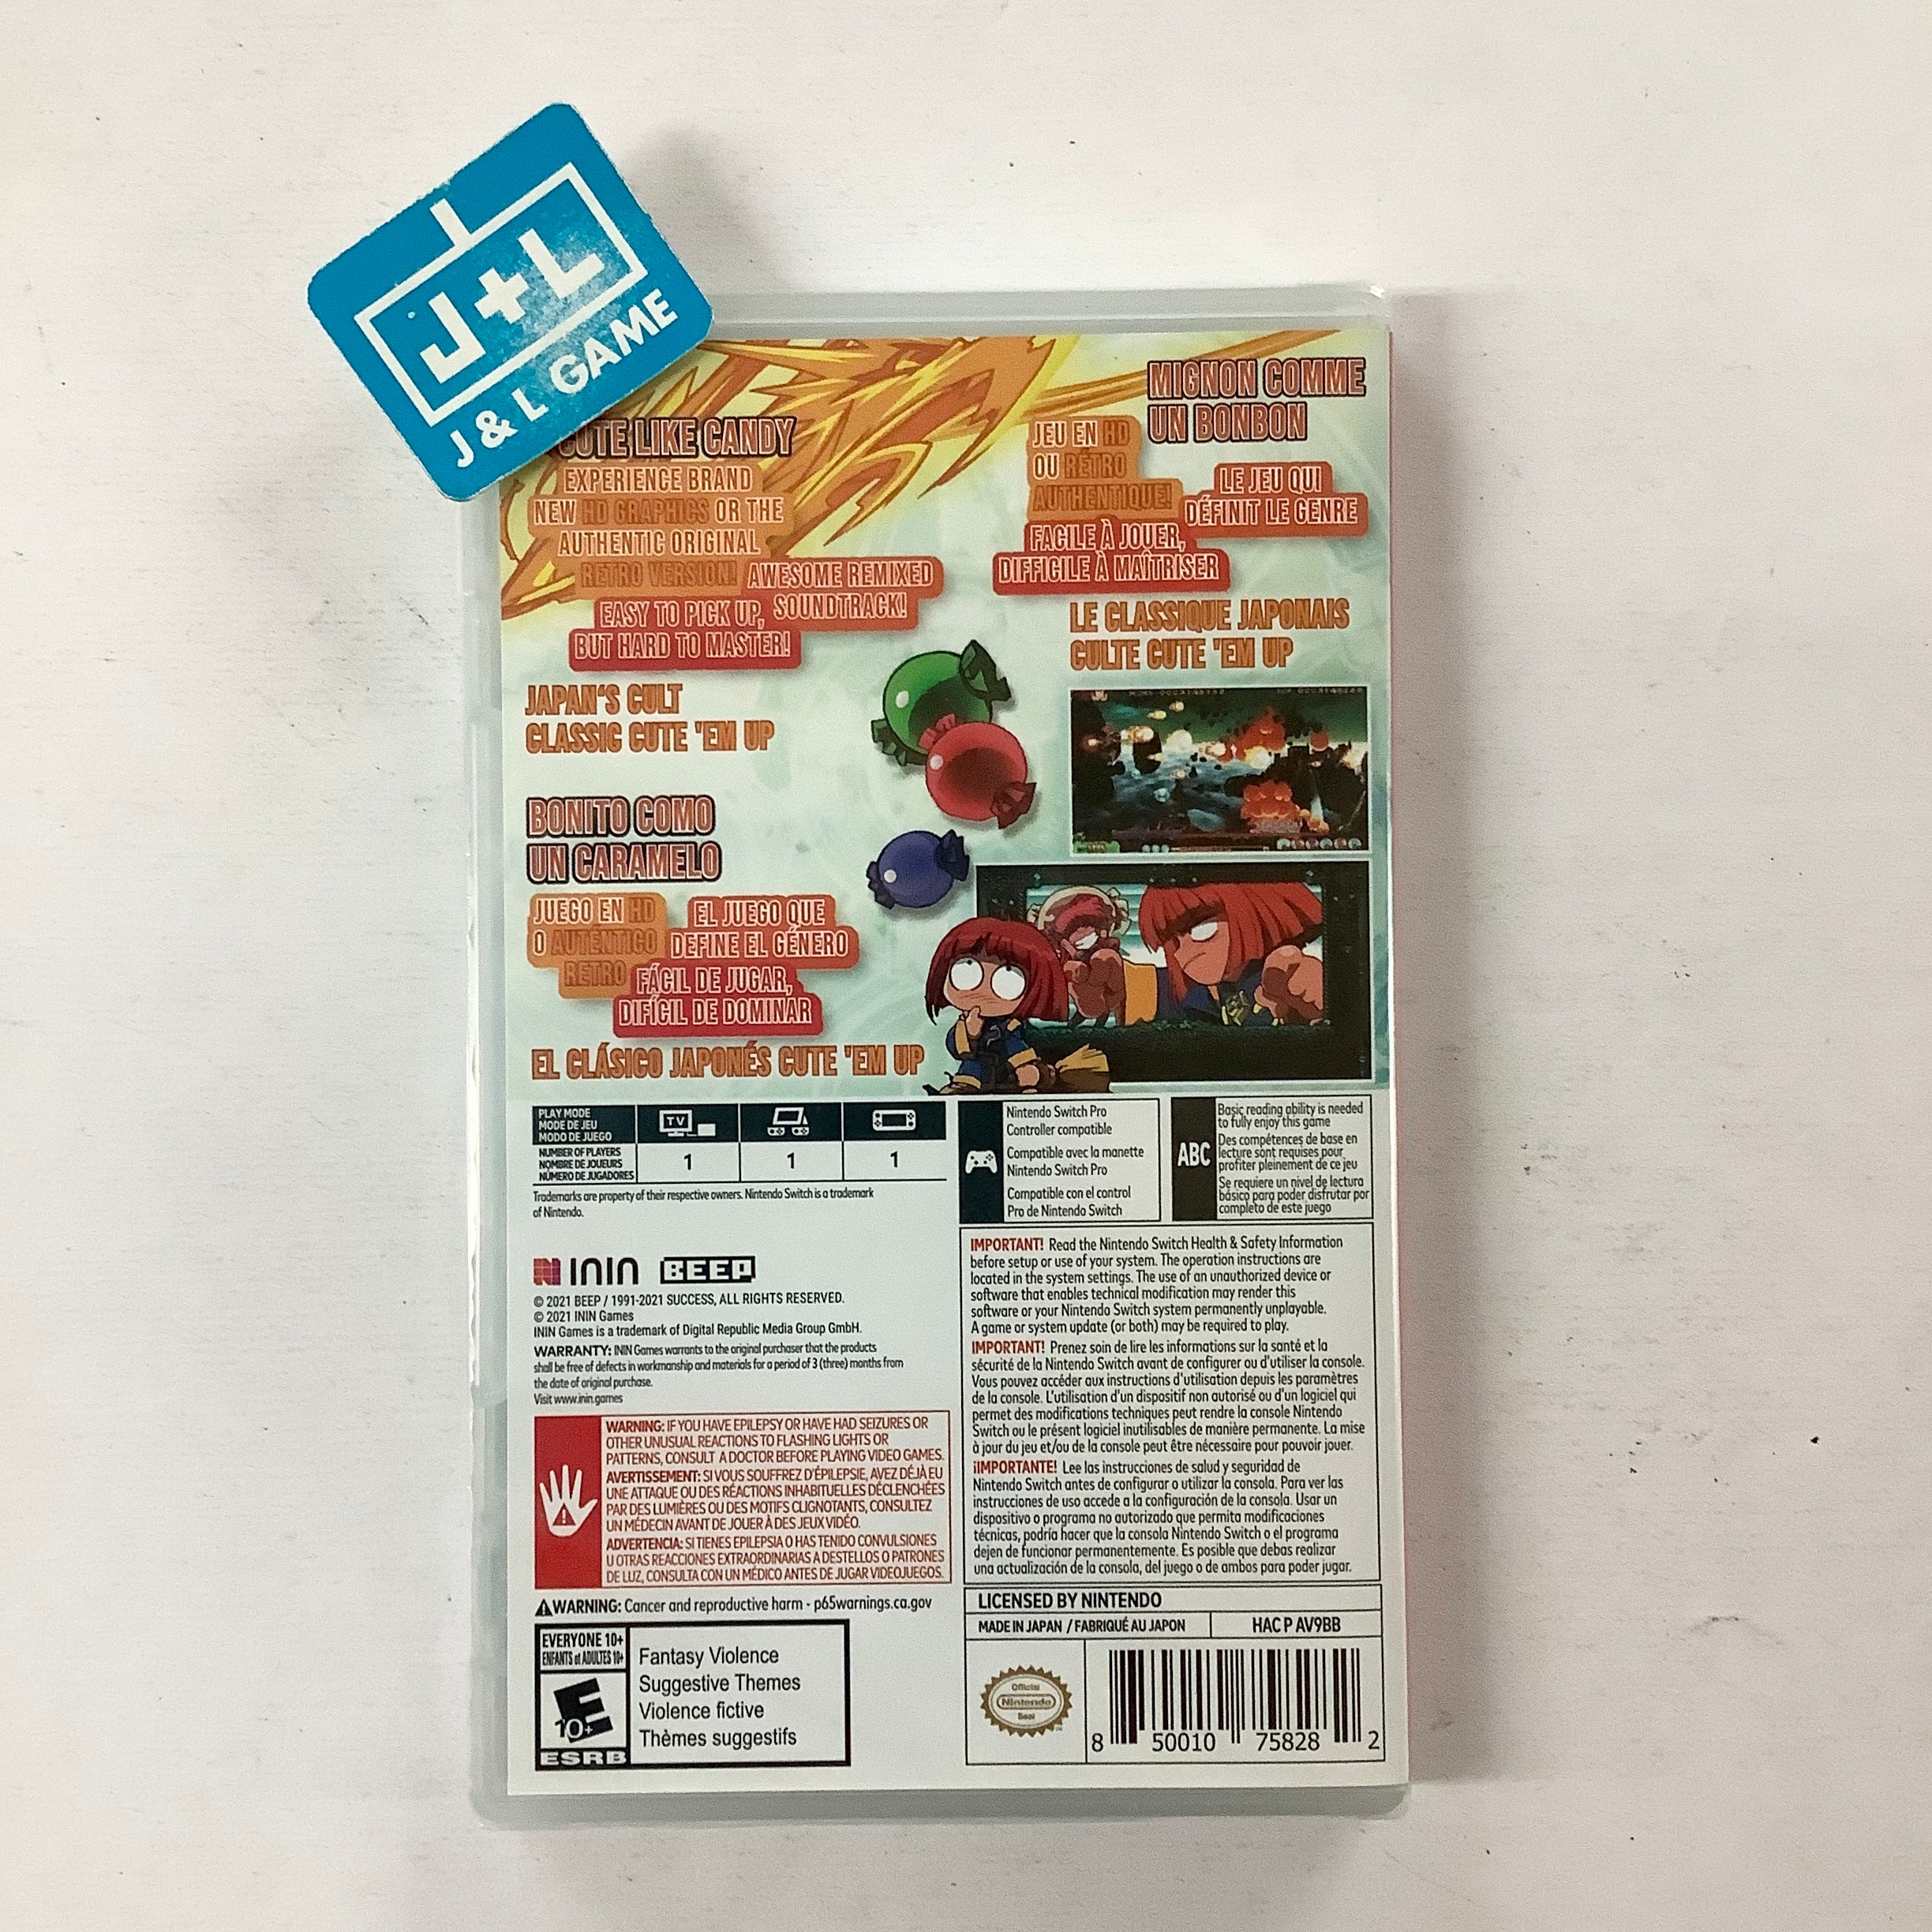 J+L
J & L GAME
CUTE LIKE CANDY
EXPERIENCE BRAND
NEW HD GRAPHICS OR THE
AUTHENTIC ORIGINAL
RETRO VERSION!
AWESOME REMIXED
SOUNDTRACK!
EASY TO PICK UP,
BUT HARD TO MASTER!
JAPAN'S CULT
CLASSIC CUTE 'EM UP
MIGNON COMME
UN BONBON
JEU EN HD
OU RÉTRO
AUTHENTIQUE!
LE JEU QUI
DÉFINIT LE GENRE
FACILE À JOUER,
DIFFICILE À MAÎTRISER
LE CLASSIQUE JAPONAIS
CULTE CUTE 'EM UP
BONITO COMO
UN CARAMELO
JUEGO EN HD
O AUTÉNTICO
RETRO
EL JUEGO QUE
DEFINE EL GÉNERO
FÁCIL DE JUGAR,
DIFÍCIL DE DOMINAR
EL CLÁSICO JAPONÉS CUTE 'EM UP
PLAY MODE
MODE DE JEU
MODO DE JUEGO
TV
NUMBER OF PLAYERS
NOMBRE DE JOUEURS
NÚMERO DE JUGADORES
1 1 1
Trademarks are property of their respective owners. Nintendo Switch is a trademark
of Nintendo.
Nintendo Switch Pro
Controller compatible
Compatible avec la manette
Nintendo Switch Pro
Compatible con el control
Pro de Nintendo Switch
ABC
Basic reading ability is needed
to fully enjoy this game
Des compétences de base en
lecture sont requises pour
profiter pleinement de ce jeu
Se requiere un nivel de lectura
básico para poder disfrutar por
completo de este juego
ININ BEEP
© 2021 BEEP / 1991-2021 SUCCESS, ALL RIGHTS RESERVED.
© 2021 ININ Games
ININ Games is a trademark of Digital Republic Media Group GmbH.
WARRANTY: ININ Games warrants to the original purchaser that the products
shall be free of defects in workmanship and materials for a period of 3 (three) months from
the date of original purchase.
Visit www.inin.games
WARNING: IF YOU HAVE EPILEPSY OR HAVE HAD SEIZURES OR
OTHER UNUSUAL REACTIONS TO FLASHING LIGHTS OR
PATTERNS, CONSULT A DOCTOR BEFORE PLAYING VIDEO GAMES.
AVERTISSEMENT: SI VOUS SOUFFREZ D'ÉPILEPSIE, AVEZ DÉJÀ EU
UNE ATTAQUE OU DES RÉACTIONS INHABITUELLES DÉCLENCHÉES
PAR DES LUMIÈRES OU DES MOTIFS CLIGNOTANTS, CONSULTEZ
UN MÉDECIN AVANT DE JOUER À DES JEUX VIDÉO.
ADVERTENCIA: SI TIENES EPILEPSIA O HAS TENIDO CONVULSIONES
U OTRAS REACCIONES EXTRAORDINARIAS A DESTELLOS O PATRONES
DE LUZ, CONSULTA CON UN MÉDICO ANTES DE JUGAR VIDEOJUEGOS.
WARNING: Cancer and reproductive harm - p65warnings.ca.gov
EVERYONE 10+
ENFANTS et ADULTES 10+
E
10+
ESRB
Fantasy Violence
Suggestive Themes
Violence fictive
Thèmes suggestifs
IMPORTANT! Read the Nintendo Switch Health & Safety Information
before setup or use of your system. The operation instructions are
located in the system settings. The use of an unauthorized device or
software that enables technical modification may render this
software or your Nintendo Switch system permanently unplayable.
A game or system update (or both) may be required to play.
IMPORTANT! Prenez soin de lire les informations sur la santé et la
sécurité de la Nintendo Switch avant de configurer ou d'utiliser la console.
Vous pouvez accéder aux instructions d'utilisation depuis les paramètres
de la console. L'utilisation d'un dispositif non autorisé ou d'un logiciel qui
permet des modifications techniques peut rendre la console Nintendo
Switch ou le présent logiciel inutilisables de manière permanente. La mise
à jour du jeu et/ou de la console peut être nécessaire pour pouvoir jouer.
¡IMPORTANTE! Lee las instrucciones de salud y seguridad de
Nintendo Switch antes de configurar o utilizar la consola. Para ver las
instrucciones de uso accede a la configuración de la consola. Usar un
dispositivo o programa no autorizado que permita modificaciones
técnicas, podría hacer que la consola Nintendo Switch o el programa
dejen de funcionar permanentemente. Es posible que debas realizar
una actualización de la consola, del juego o de ambos para poder jugar.
LICENSED BY NINTENDO
MADE IN JAPAN / FABRIQUÉ AU JAPON
HAC P AV9BB
Official
Nintendo
Seal
8 50010 75828 2